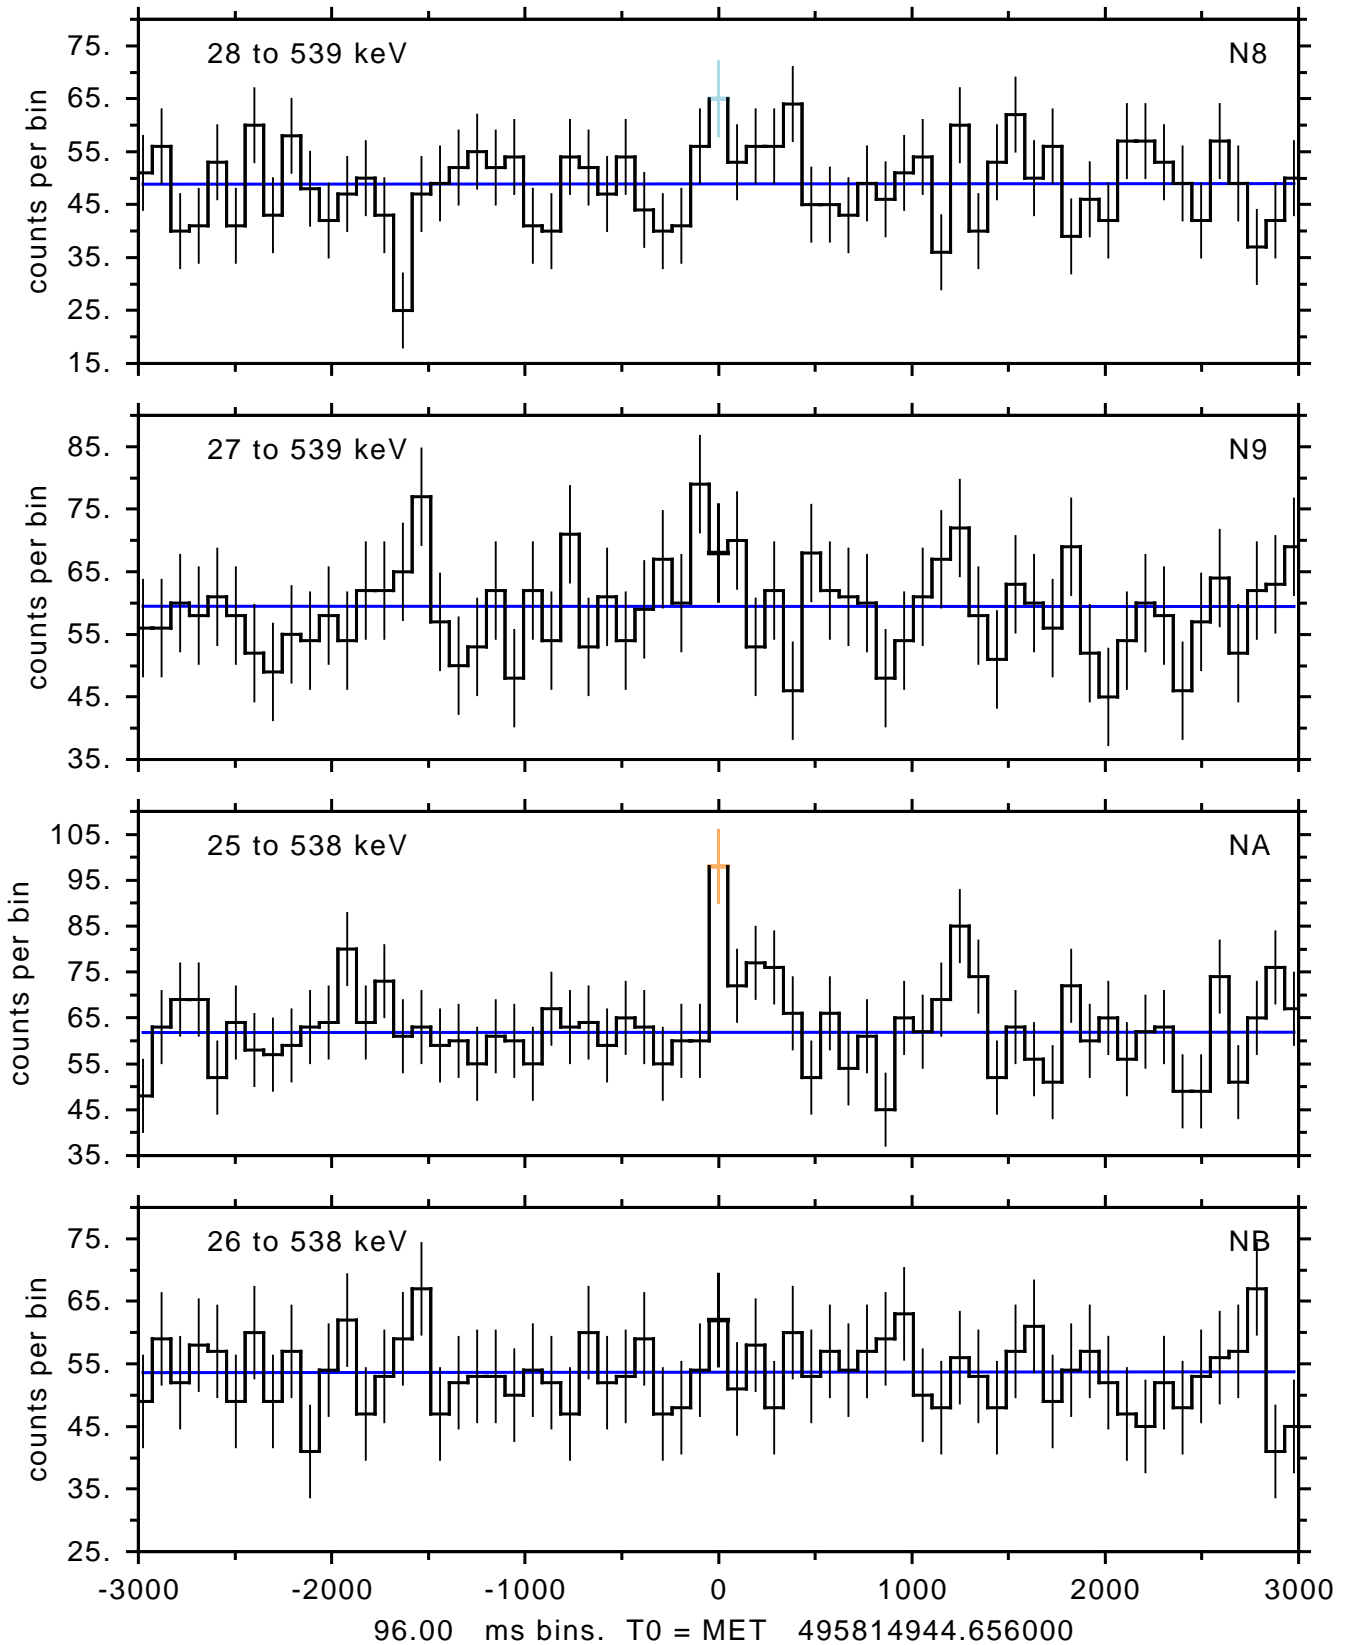 28 to 539 keV N8
75.
65.
55.
45.
35.
25.
15.
counts per bin
27 to 539 keV N9
85.
75.
65.
55.
45.
35.
counts per bin
25 to 538 keV NA
105.
95.
85.
75.
65.
55.
45.
35.
counts per bin
26 to 538 keV NB
75.
65.
55.
45.
35.
25.
counts per bin
-3000 -2000 -1000 0 1000 2000 3000
96.00 ms bins. T0 = MET 495814944.656000